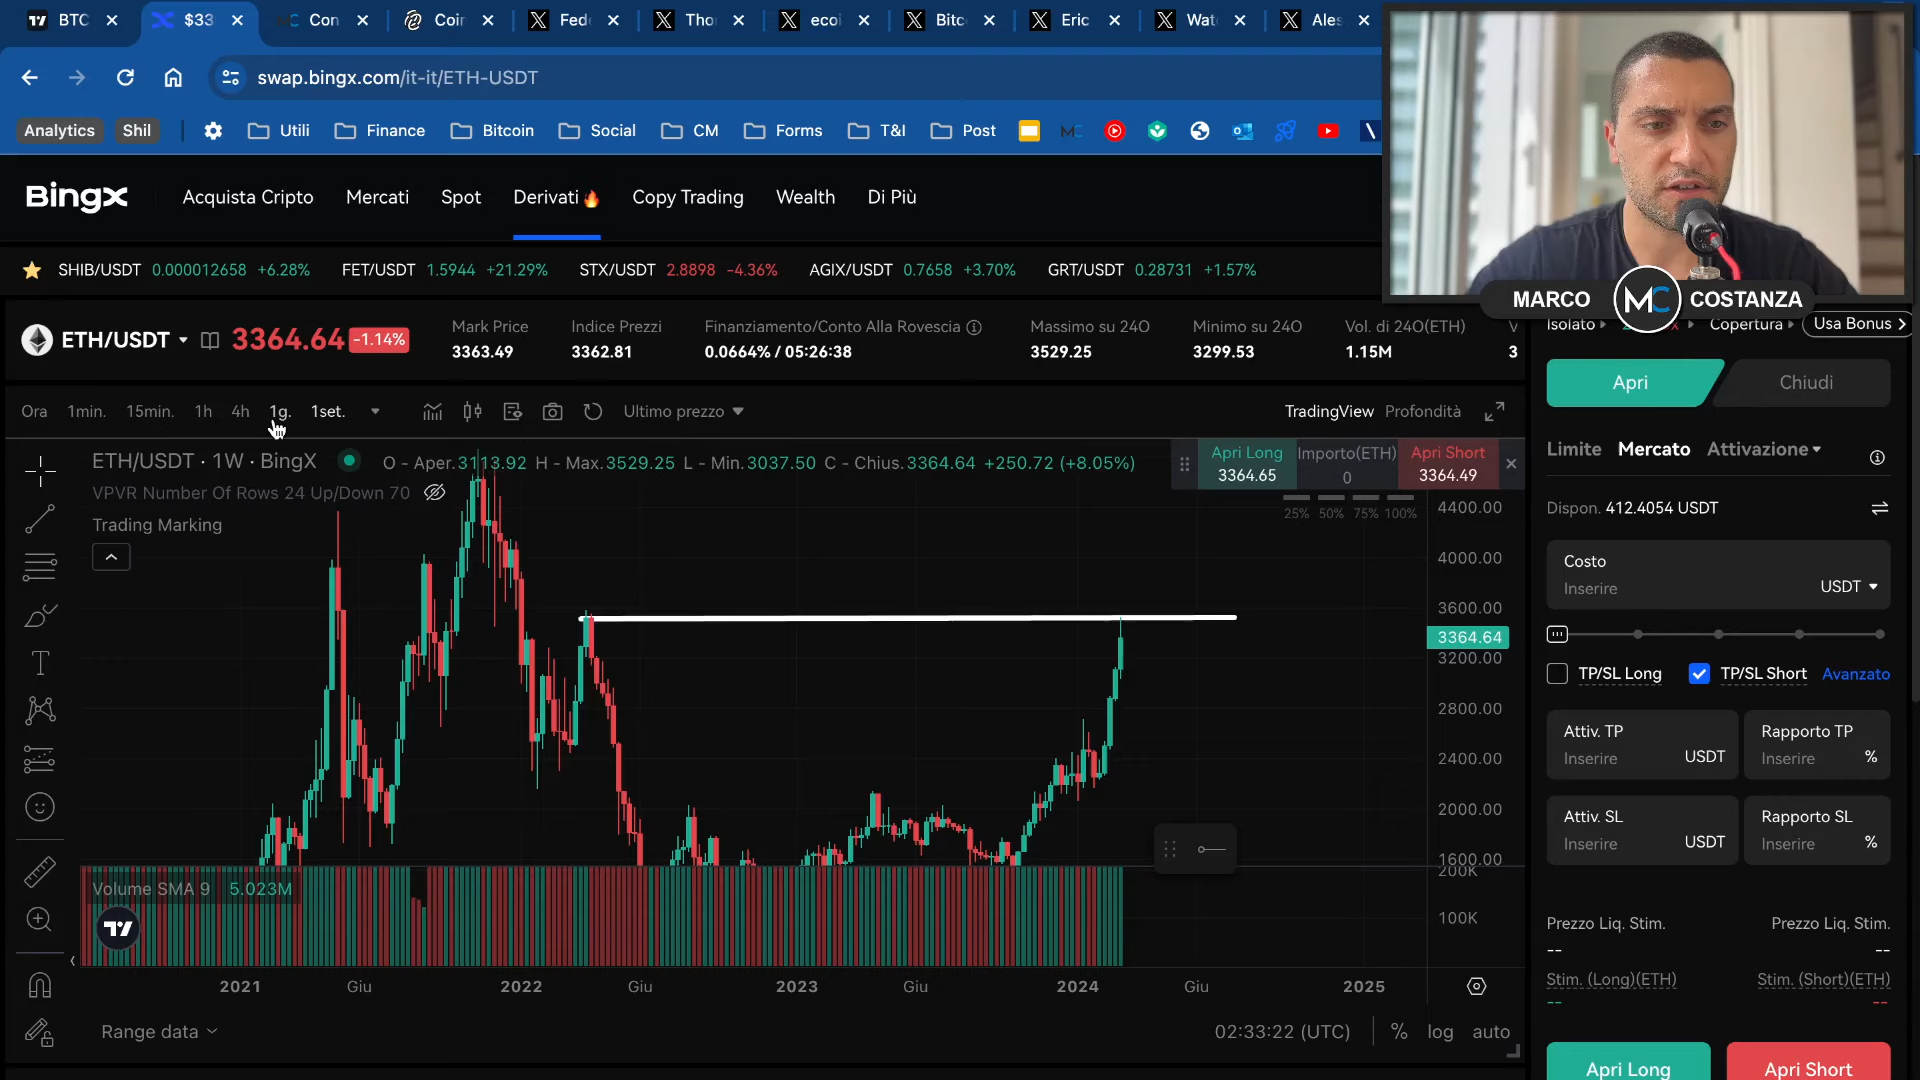 BTC
$33
Con
Coin
Fed
Tho
ecoi
Bitc
Eric
Wat
Ales
swap.bingx.com/it-it/ETH-USDT
Analytics Shil Utili Finance Bitcoin Social CM Forms T&I Post
BingX
Acquista Cripto Mercati Spot Derivati Copy Trading Wealth Di Più
SHIB/USDT 0.000012658 +6.28% FET/USDT 1.5944 +21.29% STX/USDT 2.8898 -4.36% AGIX/USDT 0.7658 +3.70% GRT/USDT 0.28731 +1.57%
MARCO MC COSTANZA
ETH/USDT 3364.64 -1.14%
Mark Price
3363.49
Indice Prezzi
3362.81
Finanziamento/Conto Alla Rovescia
0.0664% / 05:26:38
Massimo su 24O
3529.25
Minimo su 24O
3299.53
Vol. di 24O(ETH)
1.15M
V
3
Isolato Copertura Usa Bonus
Apri Chiudi
Ora 1min. 15min. 1h 4h 1g. 1set. Ultimo prezzo TradingView Profondità
ETH/USDT · 1W · BingX O - Aper.3113.92 H - Max.3529.25 L - Min.3037.50 C - Chius.3364.64 +250.72 (+8.05%)
VPVR Number Of Rows 24 Up/Down 70
Trading Marking
Apri Long
3364.65
Importo(ETH)
0
Apri Short
3364.49
25% 50% 75% 100%
4400.00
4000.00
3600.00
3364.64
3200.00
2800.00
2400.00
2000.00
1600.00
200K
100K
Volume SMA 9 5.023M
2021 Giu 2022 Giu 2023 Giu 2024 Giu 2025
Range data 02:33:22 (UTC) % log auto
Limite Mercato Attivazione
Dispon. 412.4054 USDT
Costo
Inserire USDT
TP/SL Long TP/SL Short Avanzato
Attiv. TP
Inserire USDT
Rapporto TP
Inserire %
Attiv. SL
Inserire USDT
Rapporto SL
Inserire %
Prezzo Liq. Stim. Prezzo Liq. Stim.
-- --
Stim. (Long)(ETH) Stim. (Short)(ETH)
-- --
Apri Long Apri Short